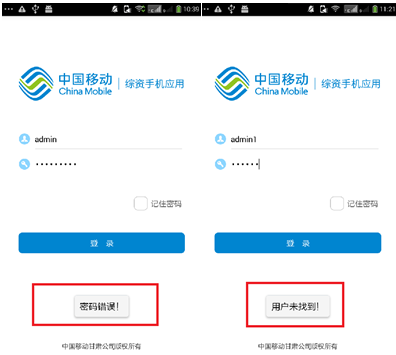 10:39
中国移动
China Mobile
综资手机应用
admin
•••••••••
记住密码
登 录
密码错误!
中国移动甘肃公司版权所有
11:21
中国移动
China Mobile
综资手机应用
admin1
••••••
记住密码
登 录
用户未找到!
中国移动甘肃公司版权所有